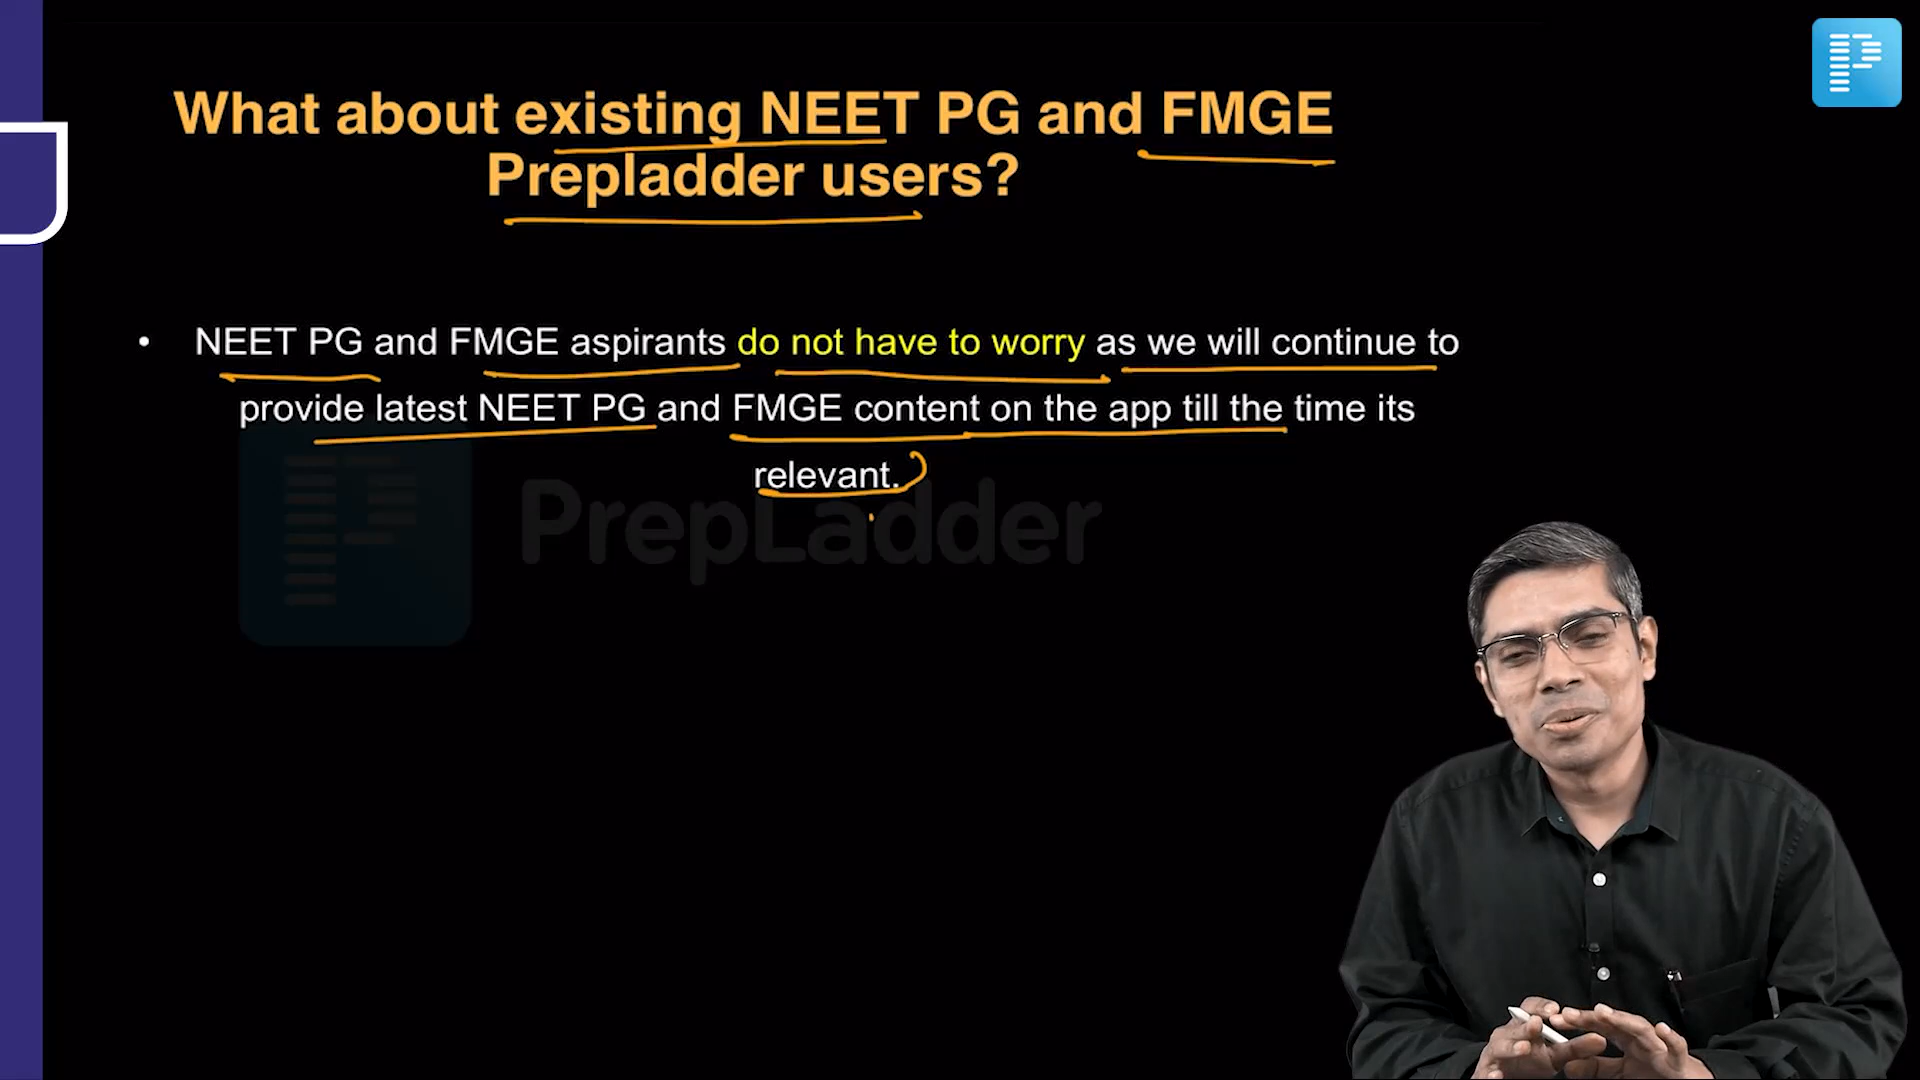 What about existing NEET PG and FMGE
Prepladder users?
• NEET PG and FMGE aspirants do not have to worry as we will continue to
provide latest NEET PG and FMGE content on the app till the time its
relevant.
PrepLadder